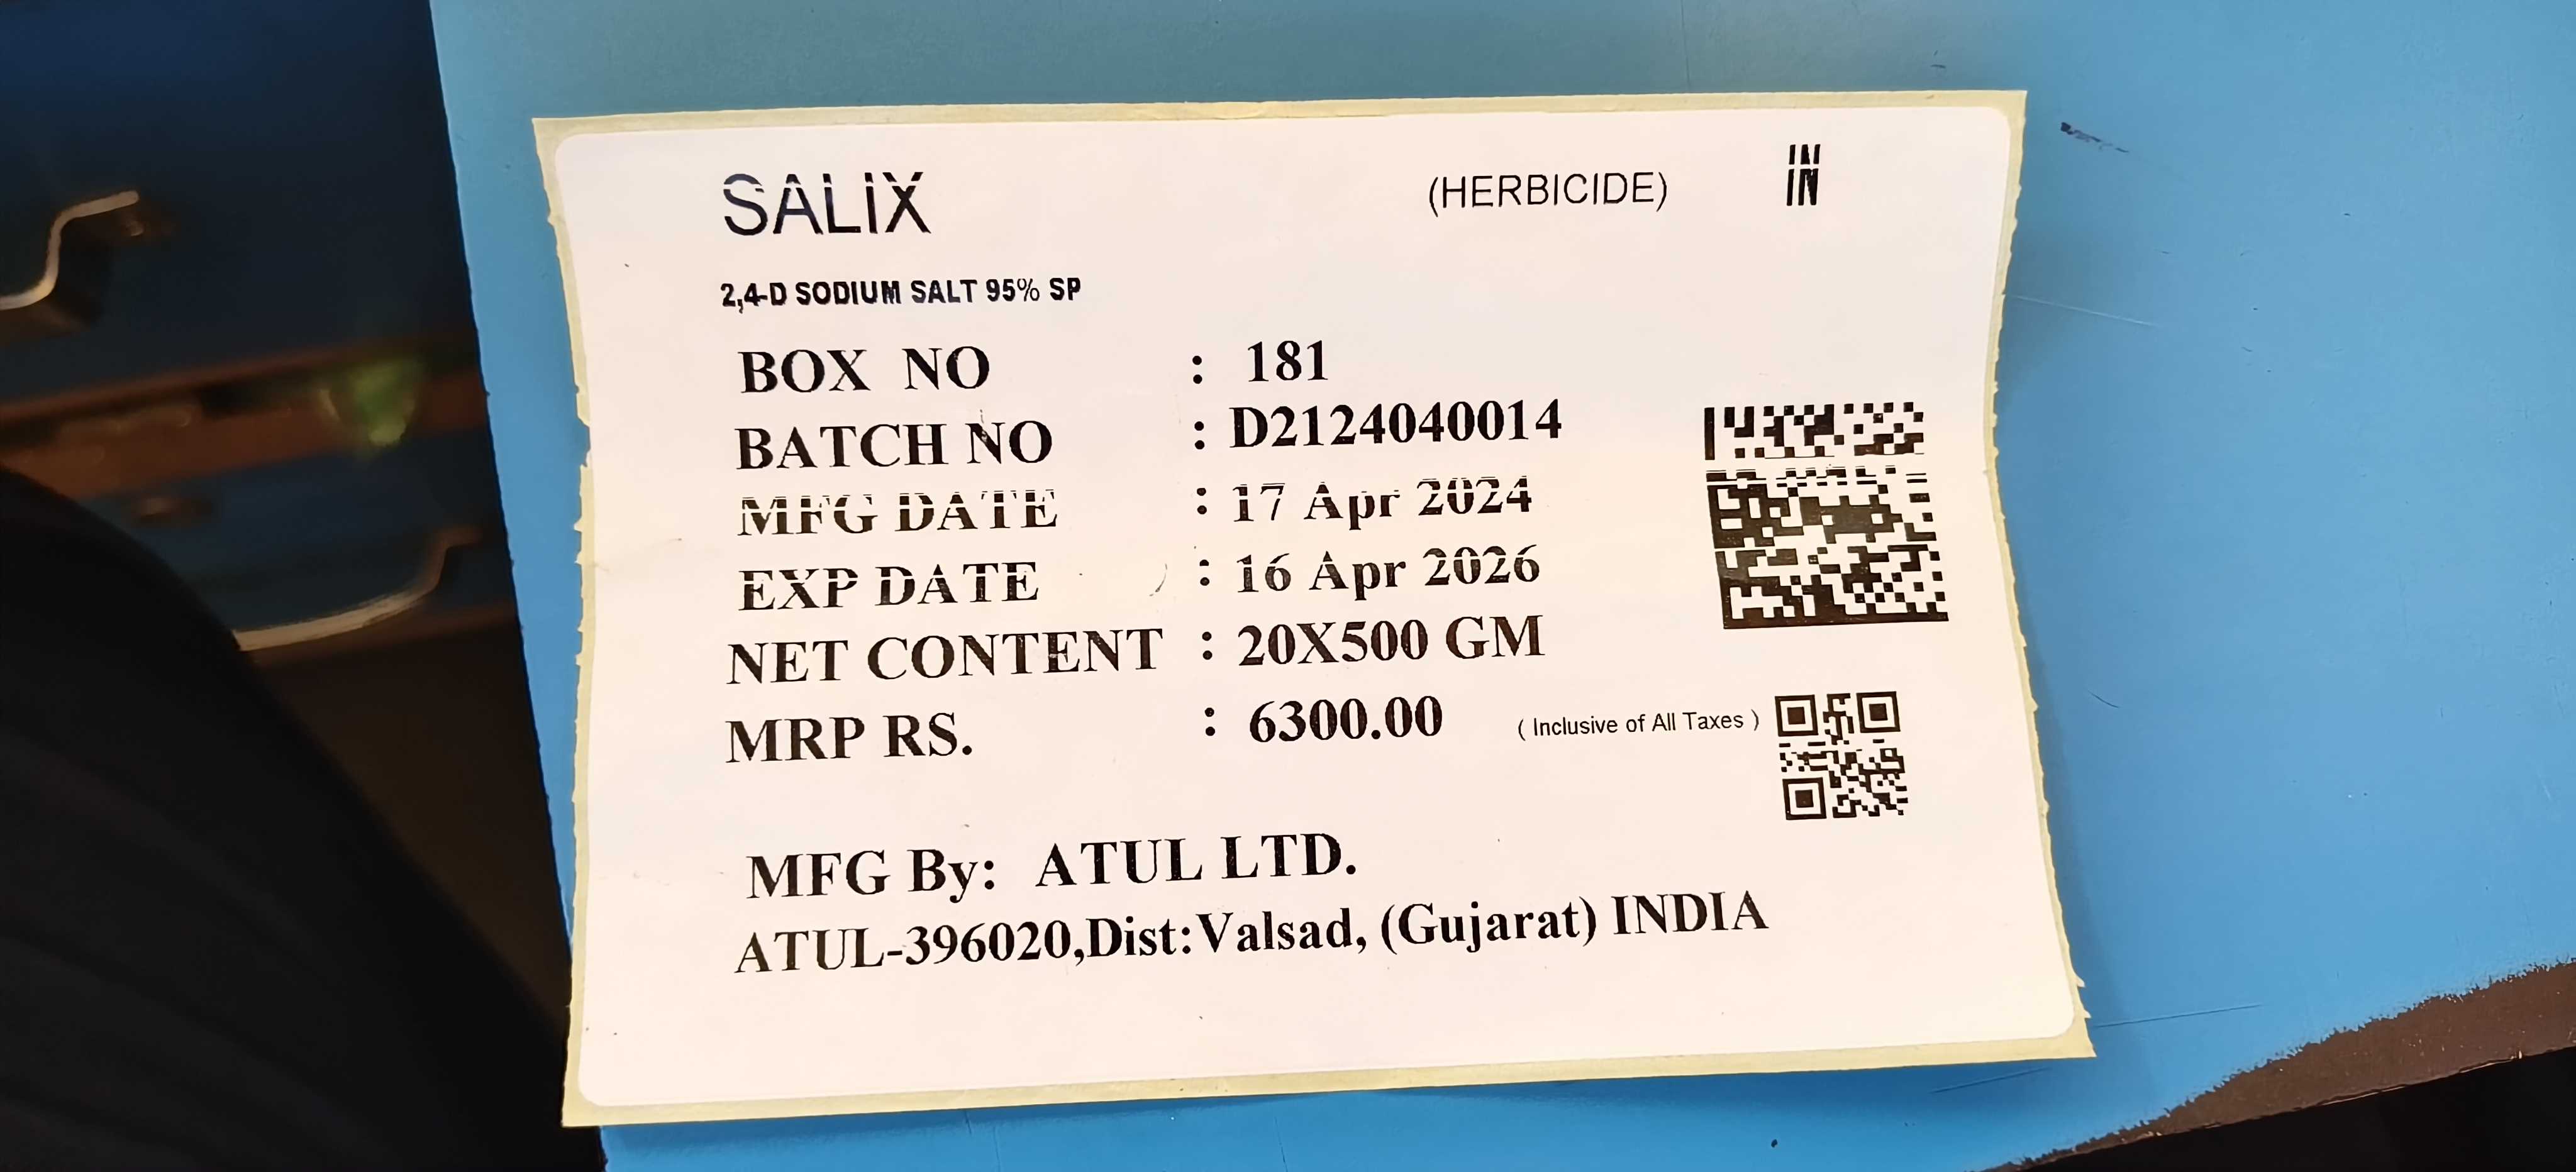 SALIX (HERBICIDE) IN
2,4-D SODIUM SALT 95% SP
BOX NO : 181
BATCH NO : D2124040014
MFG DATE : 17 Apr 2024
EXP DATE : 16 Apr 2026
NET CONTENT : 20X500 GM
MRP RS. : 6300.00 ( Inclusive of All Taxes )
MFG By: ATUL LTD.
ATUL-396020,Dist:Valsad, (Gujarat) INDIA